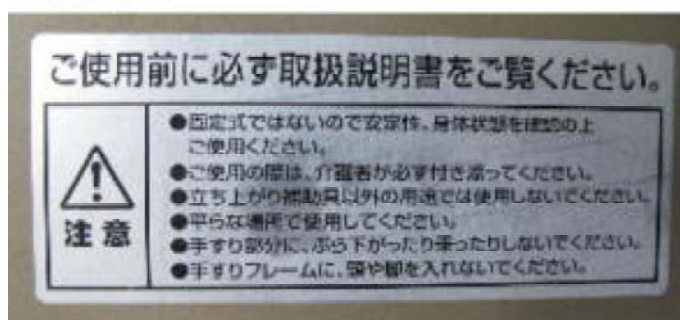 ご使用前に必ず取扱説明書をご覧ください。
注意
●固定式ではないので安定性、身体状態を確認の上
ご使用ください。
●ご使用の際は、介護者が必ず付き添ってください。
●立ち上がり補助具以外の用途では使用しないでください。
●平らな場所で使用してください。
●手すり部分に、ぶら下がったり乗ったりしないでください。
●手すりフレームに、頭や脚を入れないでください。